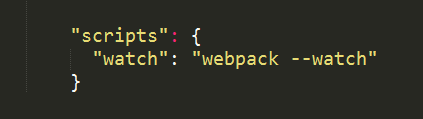 "scripts": {
"watch": "webpack --watch"
}